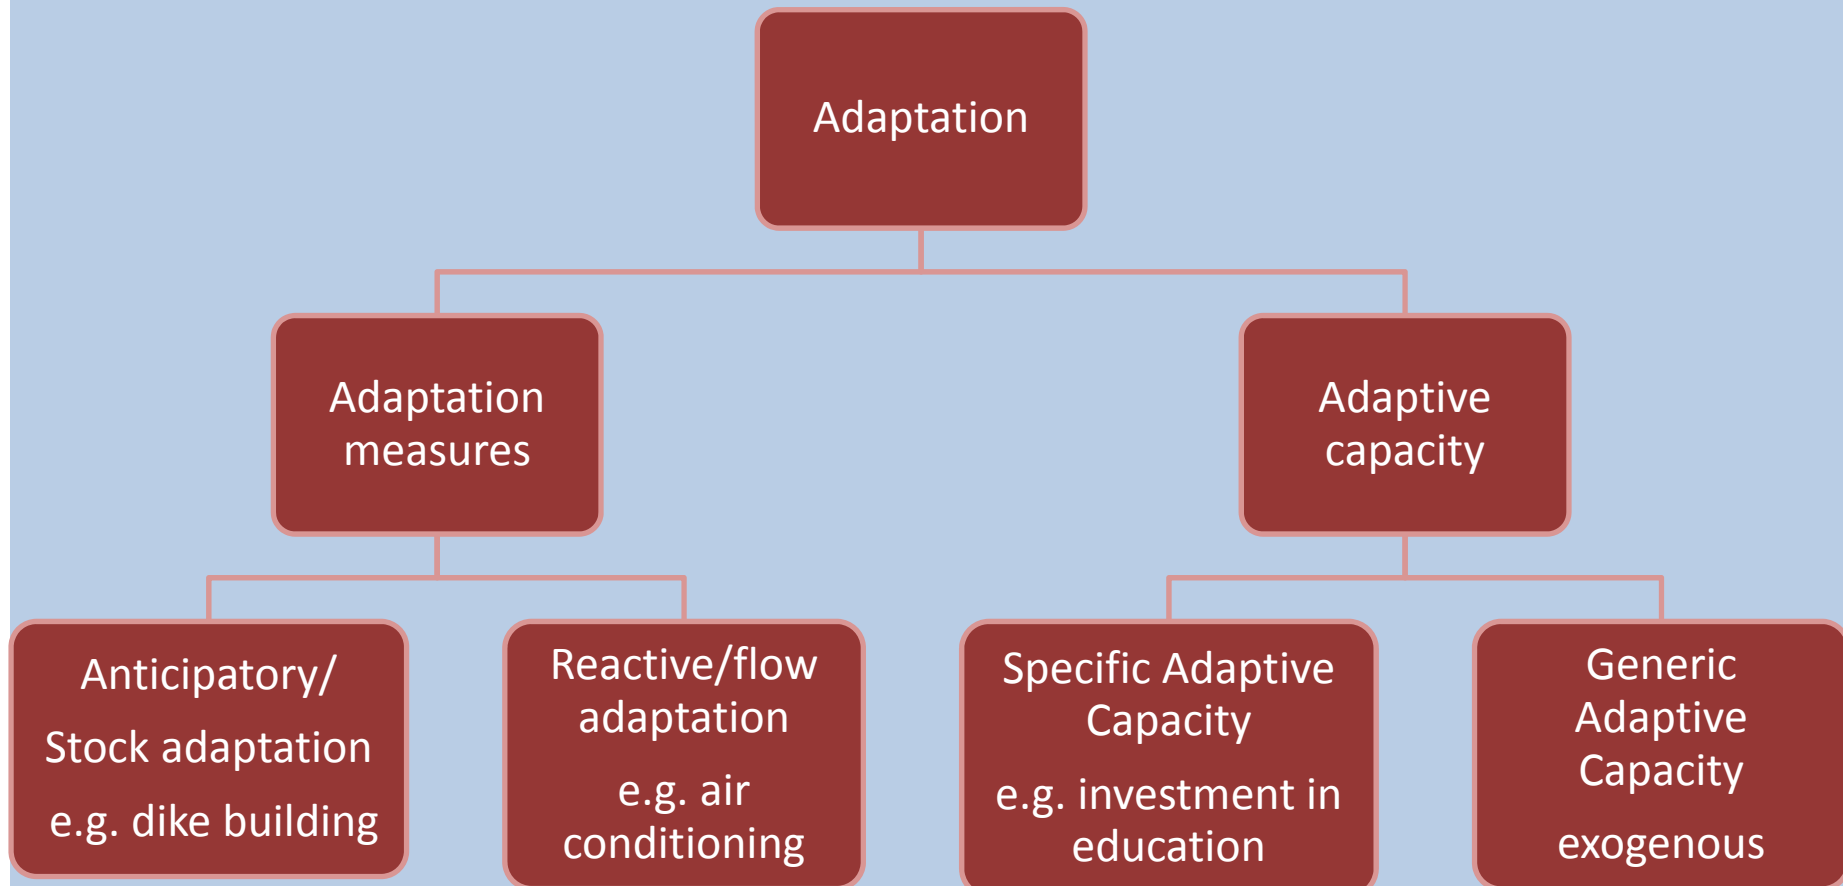 Adaptation
Adaptation
measures
Adaptive
capacity
Anticipatory/
Stock adaptation
e.g. dike building
Reactive/flow
adaptation
e.g. air
conditioning
Specific Adaptive
Capacity
e.g. investment in
education
Generic
Adaptive
Capacity
exogenous